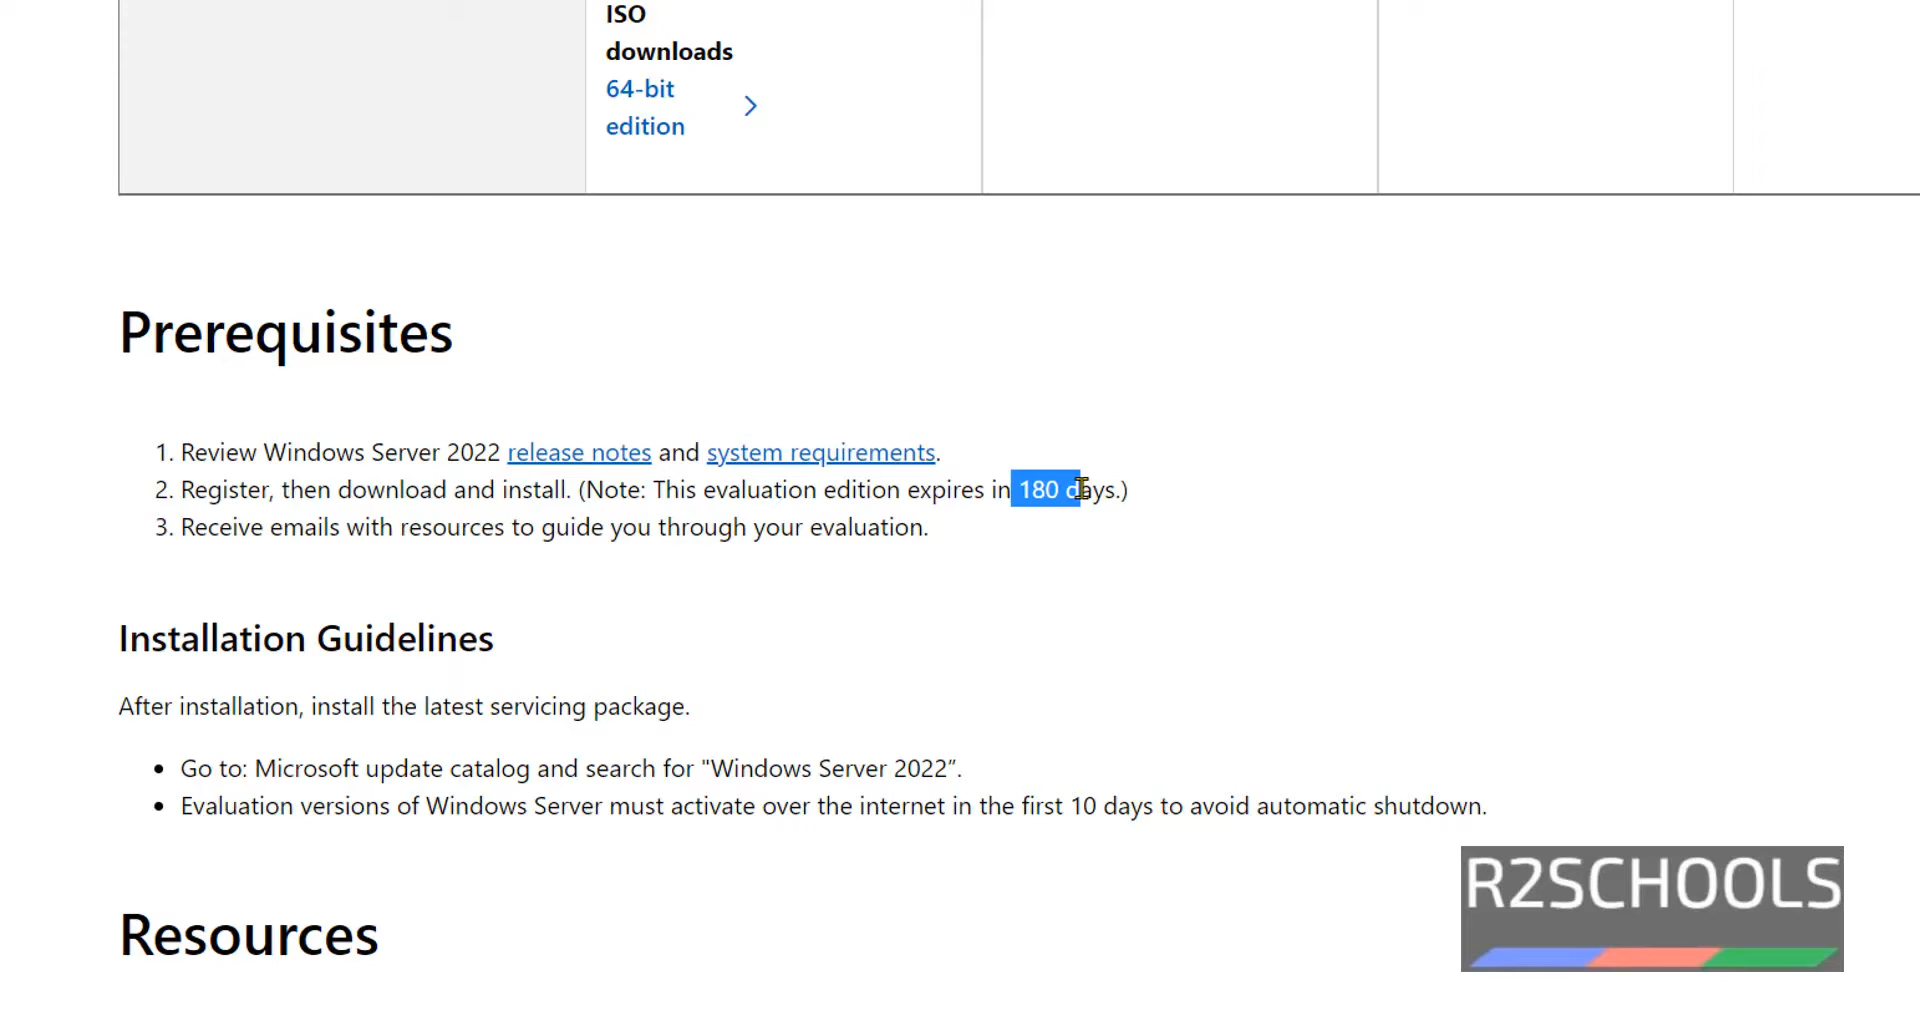 ISO
downloads
64-bit
edition
Prerequisites
1. Review Windows Server 2022 release notes and system requirements.
2. Register, then download and install. (Note: This evaluation edition expires in 180 days.)
3. Receive emails with resources to guide you through your evaluation.
Installation Guidelines
After installation, install the latest servicing package.
• Go to: Microsoft update catalog and search for "Windows Server 2022”.
• Evaluation versions of Windows Server must activate over the internet in the first 10 days to avoid automatic shutdown.
R2SCHOOLS
Resources